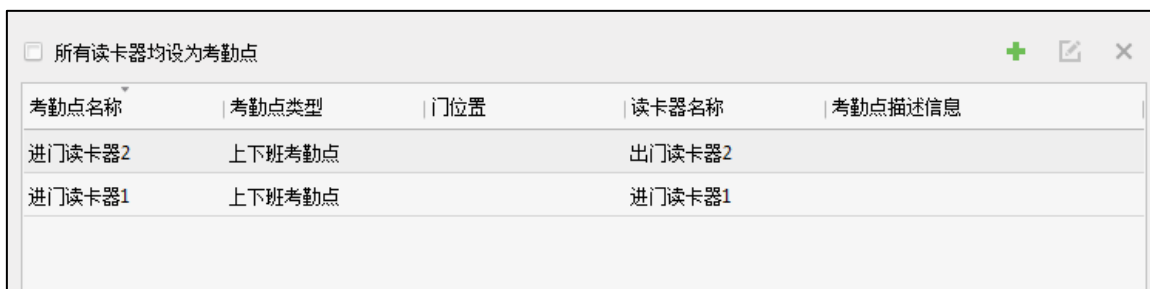 所有读卡器均设为考勤点
考勤点名称 考勤点类型 门位置 读卡器名称 考勤点描述信息
进门读卡器2 上下班考勤点 出门读卡器2
进门读卡器1 上下班考勤点 进门读卡器1